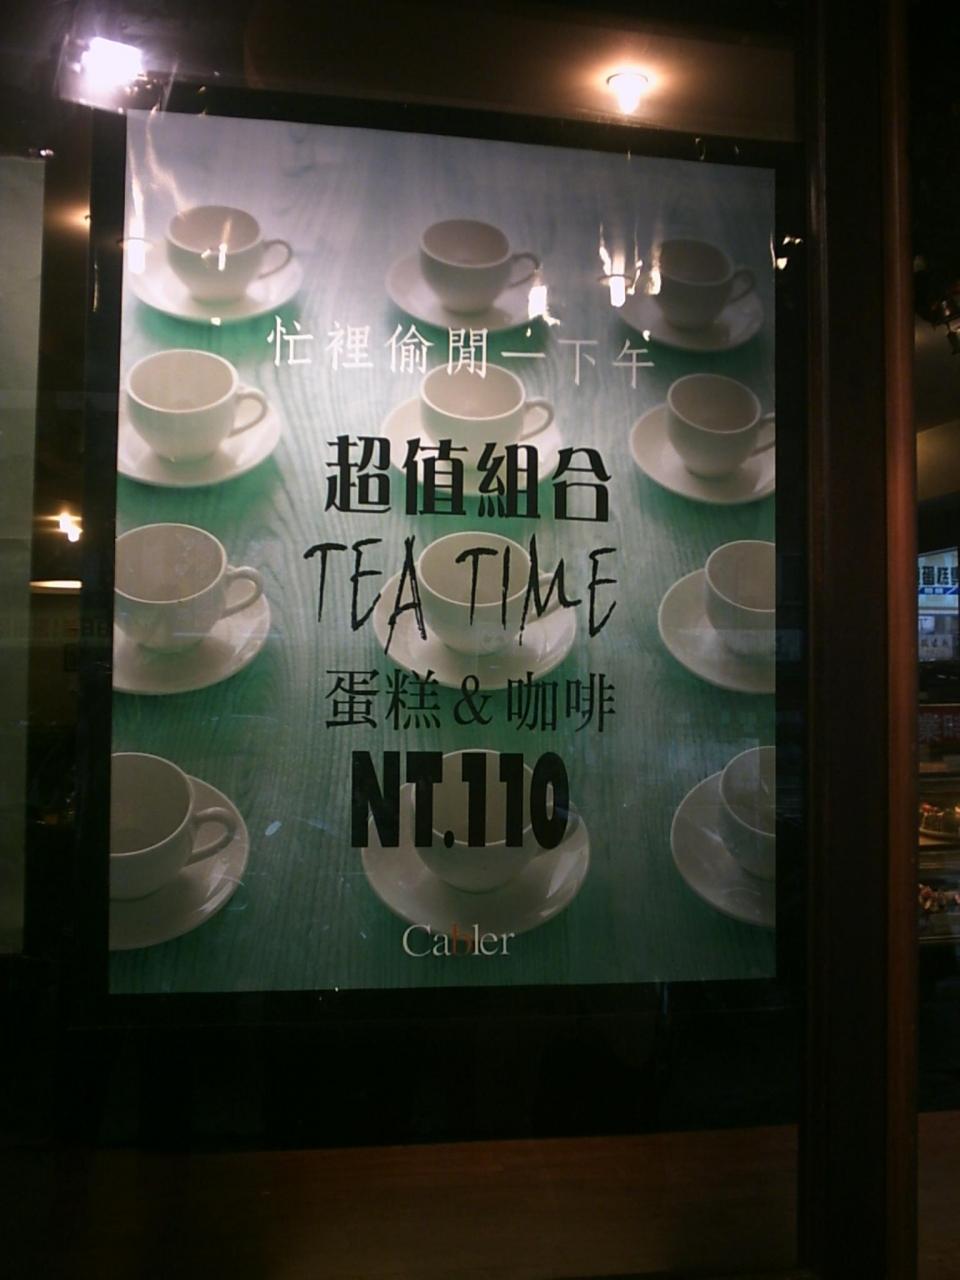 忙裡偷閒一下午
超值組合
TEA TIME
蛋糕&咖啡
NT.110
Cabler